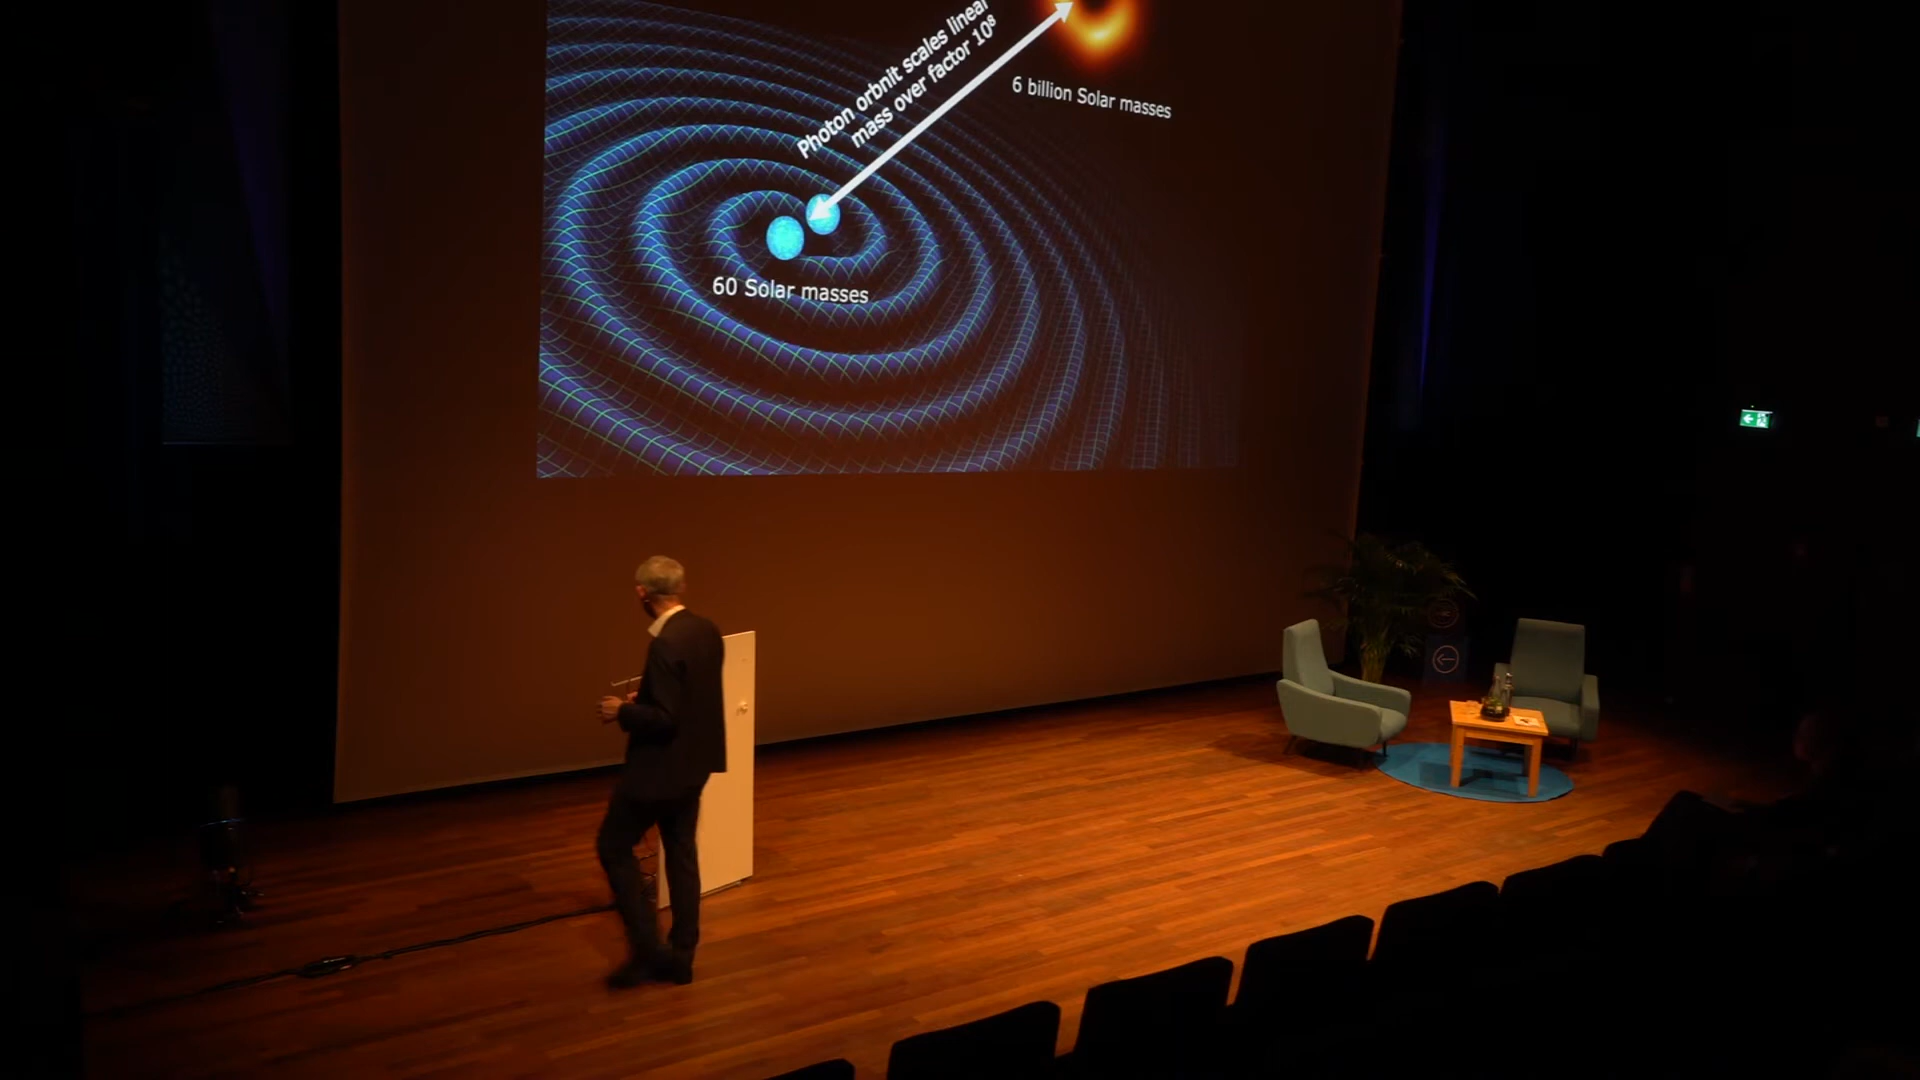 Photon orbnit scales linear
mass over factor 10⁸
6 billion Solar masses
60 Solar masses